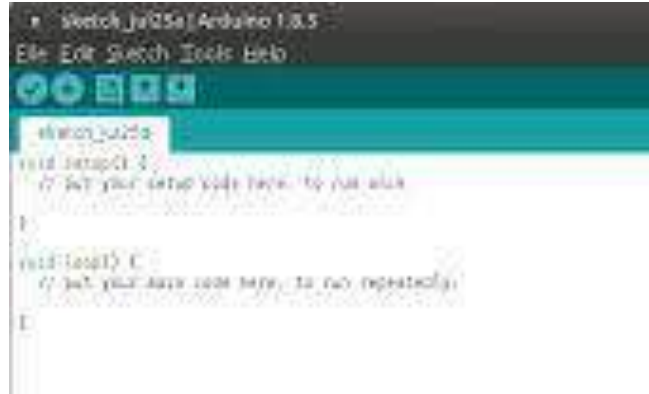 sketch_jul25a | Arduino 1.8.5
File Edit Sketch Tools Help
sketch_jul25a
void setup() {
// put your setup code here, to run once
}
void loop() {
// put your main code here, to run repeatedly:
}